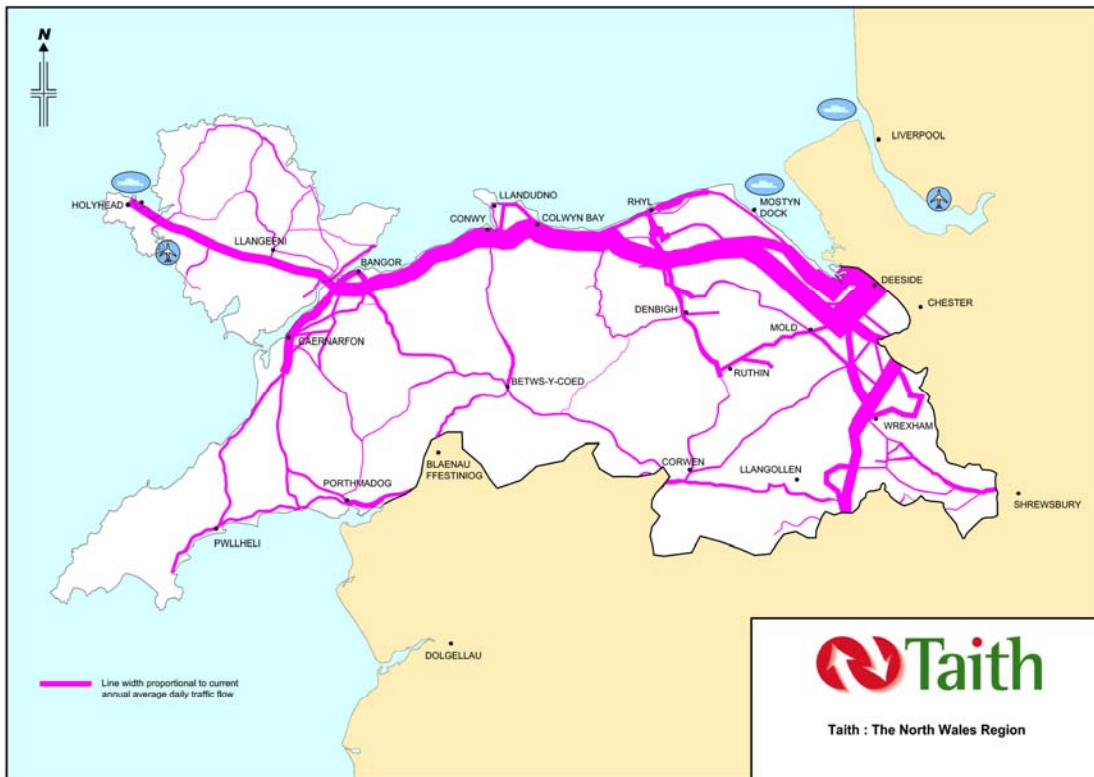 N
LIVERPOOL
HOLYHEAD
LLANDUDNO
RHYL
MOSTYN
DOCK
CONWY
COLWYN BAY
LLANGEFNI
BANGOR
DEESIDE
CHESTER
DENBIGH
MOLD
CAERNARFON
RUTHIN
BETWS-Y-COED
WREXHAM
BLAENAU
FFESTINIOG
CORWEN
LLANGOLLEN
PORTHMADOG
SHREWSBURY
PWLLHELI
DOLGELLAU
Line width proportional to current
annual average daily traffic flow
Taith
Taith : The North Wales Region